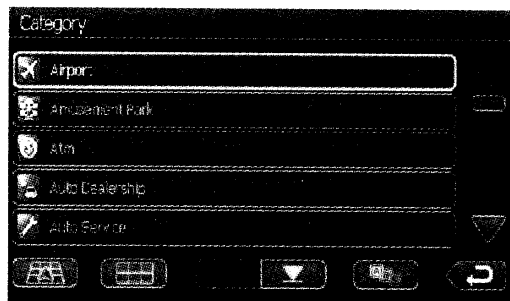 Category
Airport
Amusement Park
Atm
Auto Dealership
Auto Service